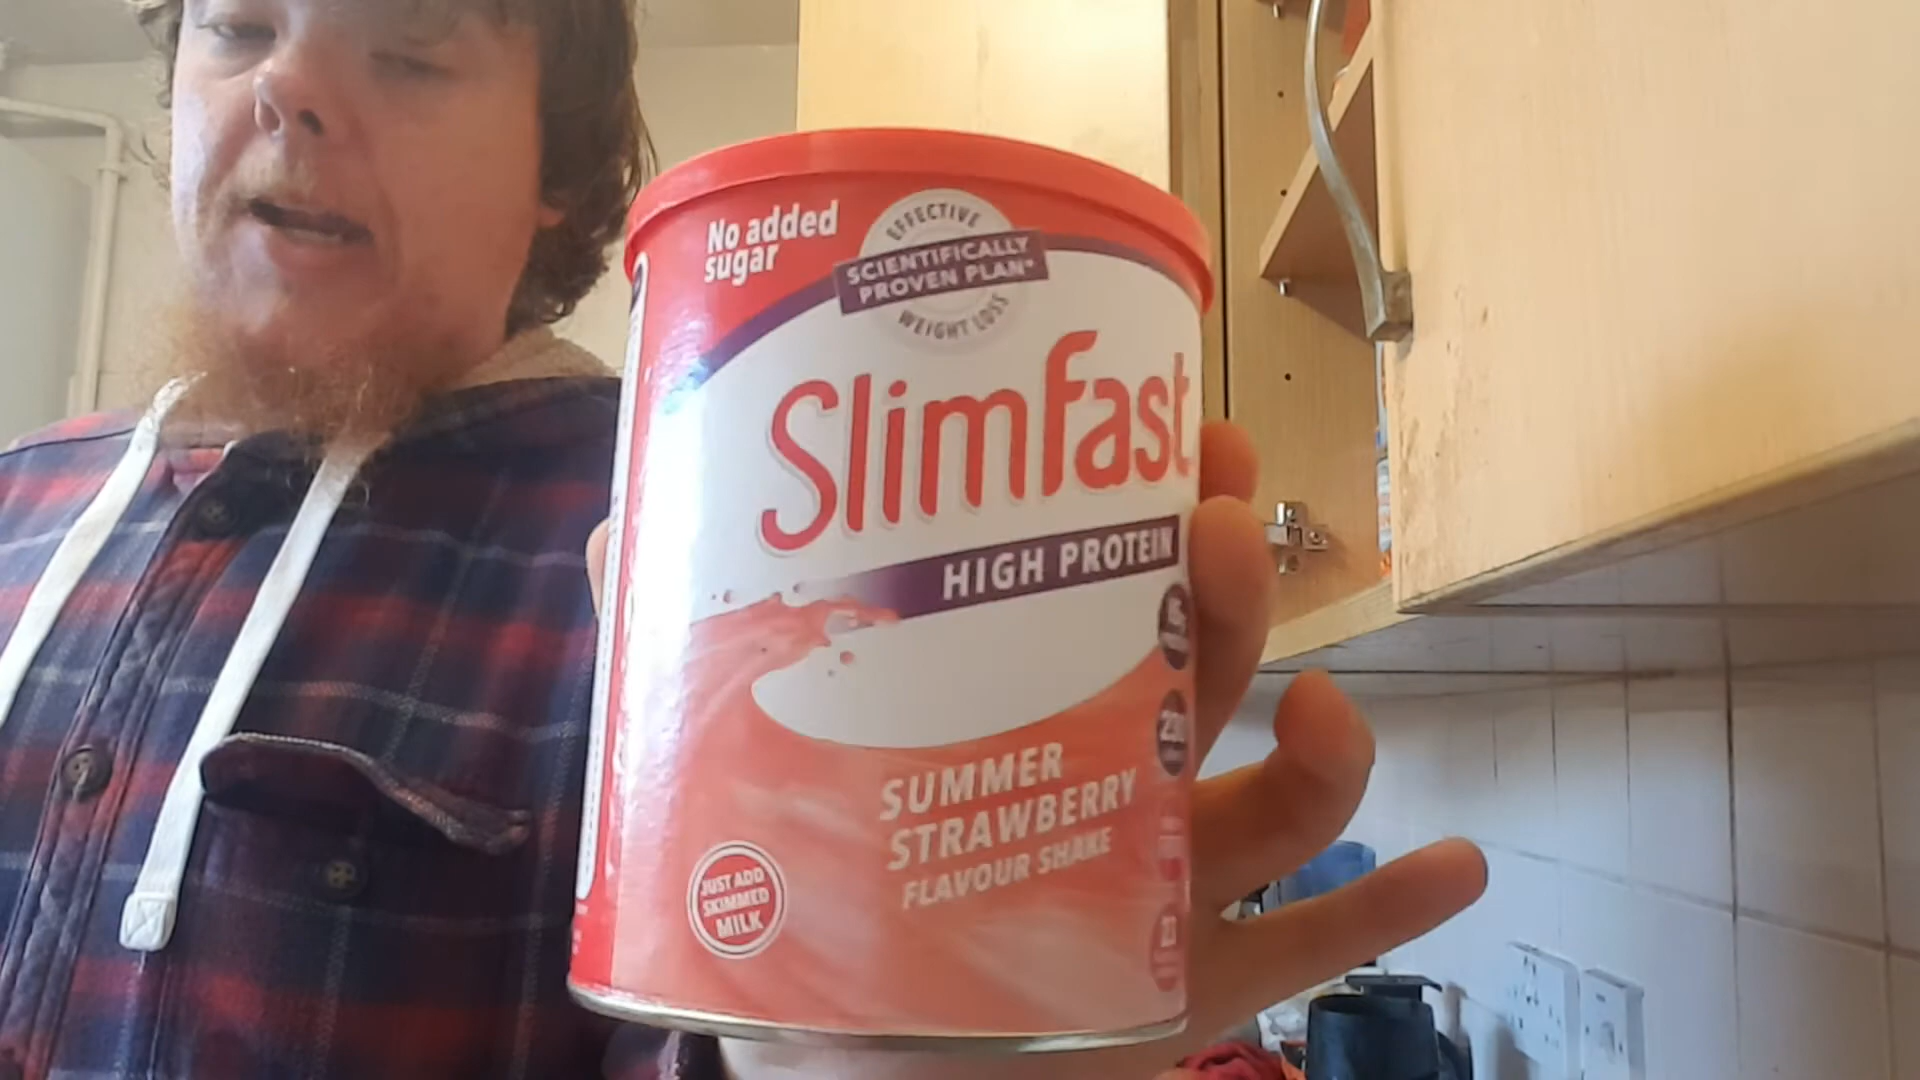 No added
sugar
EFFECTIVE
SCIENTIFICALLY
PROVEN PLAN*
WEIGHT LOSS
Slimfast
HIGH PROTEIN
SUMMER
STRAWBERRY
FLAVOUR SHAKE
JUST ADD
SKIMMED
MILK